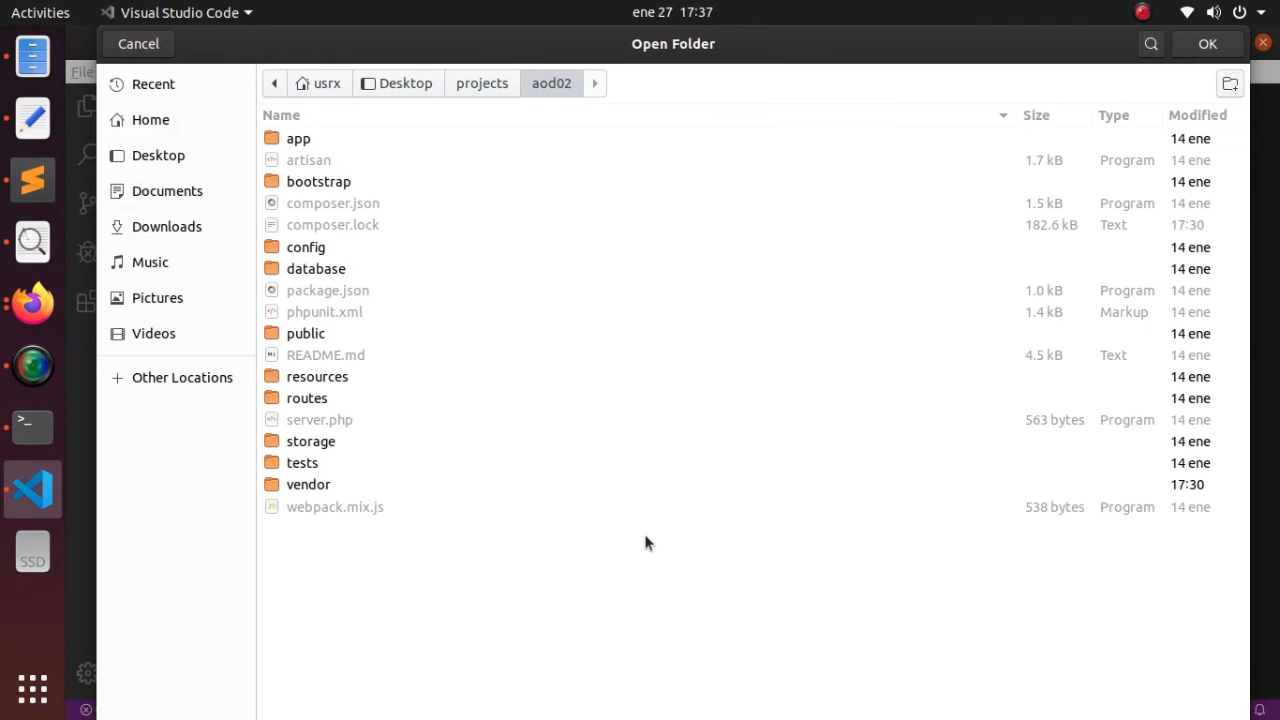 Activities Visual Studio Code ene 27 17:37
Cancel Open Folder OK
File
Recent
Home
Desktop
Documents
Downloads
Music
Pictures
Videos
Other Locations
usrx Desktop projects aod02
Name Size Type Modified
app 14 ene
artisan 1.7 kB Program 14 ene
bootstrap 14 ene
composer.json 1.5 kB Program 14 ene
composer.lock 182.6 kB Text 17:30
config 14 ene
database 14 ene
package.json 1.0 kB Program 14 ene
phpunit.xml 1.4 kB Markup 14 ene
public 14 ene
README.md 4.5 kB Text 14 ene
resources 14 ene
routes 14 ene
server.php 563 bytes Program 14 ene
storage 14 ene
tests 14 ene
vendor 17:30
webpack.mix.js 538 bytes Program 14 ene
SSD